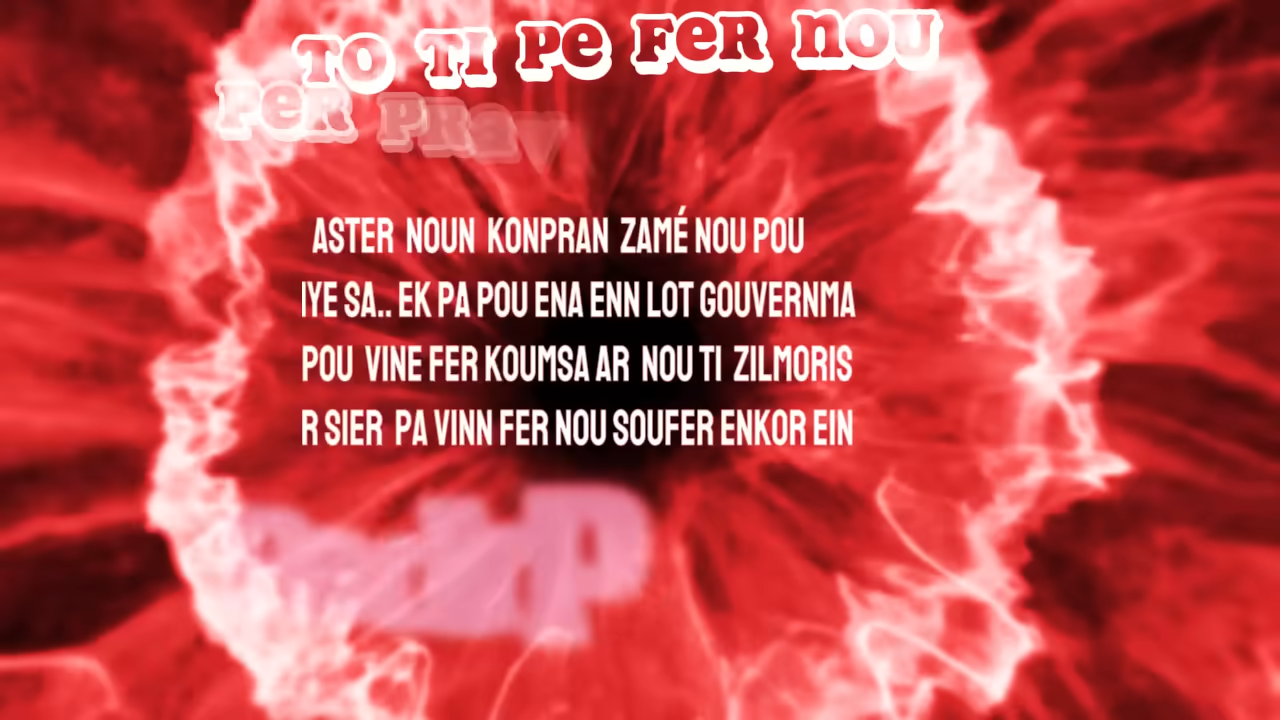 TO TI PE FER NOU
PER PRAV
ASTER NOUN KONPRAN ZAMÉ NOU POU
IYE SA.. EK PA POU ENA ENN LOT GOUVERNMA
POU VINE FER KOUMSA AR NOU TI ZILMORIS
R SIER PA VINN FER NOU SOUFER ENKOR EIN